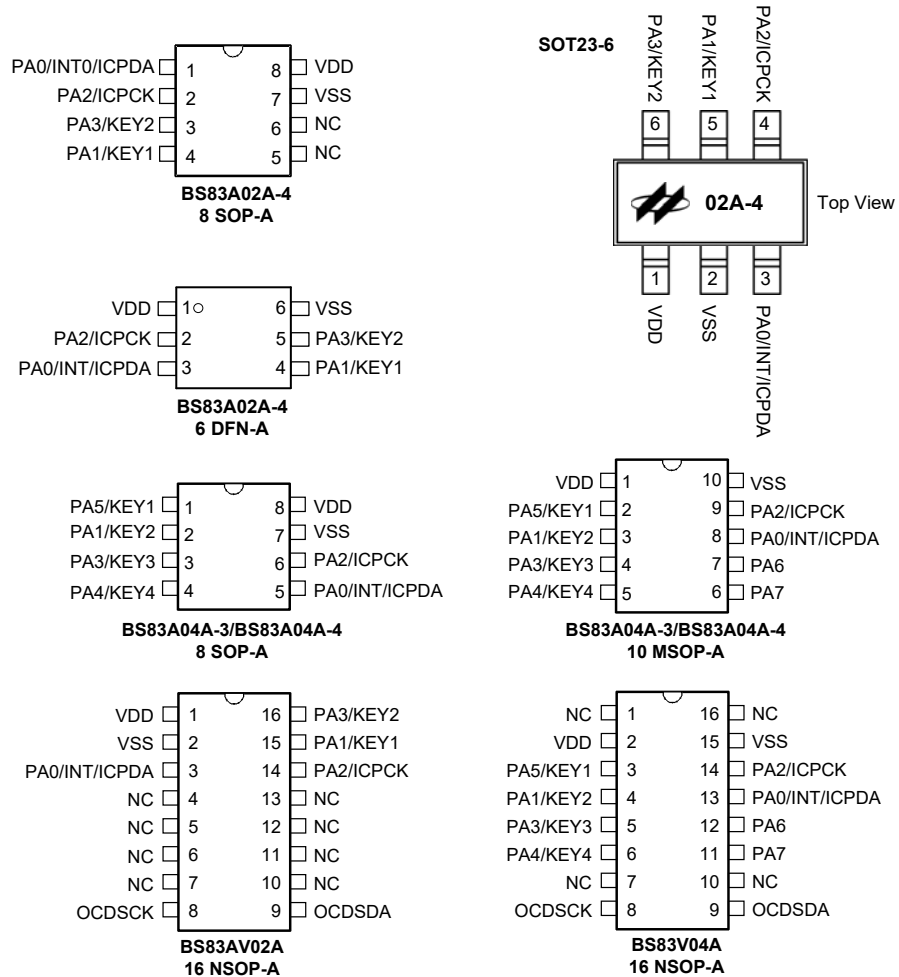 PA0/INT0/ICPDA 1 8 VDD
PA2/ICPCK 2 7 VSS
PA3/KEY2 3 6 NC
PA1/KEY1 4 5 NC
BS83A02A-4
8 SOP-A
SOT23-6
PA3/KEY2
PA1/KEY1
PA2/ICPCK
6 5 4
02A-4
Top View
1 2 3
VDD
VSS
PA0/INT/ICPDA
VDD 1 6 VSS
PA2/ICPCK 2 5 PA3/KEY2
PA0/INT/ICPDA 3 4 PA1/KEY1
BS83A02A-4
6 DFN-A
PA5/KEY1 1 8 VDD
PA1/KEY2 2 7 VSS
PA3/KEY3 3 6 PA2/ICPCK
PA4/KEY4 4 5 PA0/INT/ICPDA
BS83A04A-3/BS83A04A-4
8 SOP-A
VDD 1 10 VSS
PA5/KEY1 2 9 PA2/ICPCK
PA1/KEY2 3 8 PA0/INT/ICPDA
PA3/KEY3 4 7 PA6
PA4/KEY4 5 6 PA7
BS83A04A-3/BS83A04A-4
10 MSOP-A
VDD 1 16 PA3/KEY2
VSS 2 15 PA1/KEY1
PA0/INT/ICPDA 3 14 PA2/ICPCK
NC 4 13 NC
NC 5 12 NC
NC 6 11 NC
NC 7 10 NC
OCDSCK 8 9 OCDSDA
BS83AV02A
16 NSOP-A
NC 1 16 NC
VDD 2 15 VSS
PA5/KEY1 3 14 PA2/ICPCK
PA1/KEY2 4 13 PA0/INT/ICPDA
PA3/KEY3 5 12 PA6
PA4/KEY4 6 11 PA7
NC 7 10 NC
OCDSCK 8 9 OCDSDA
BS83V04A
16 NSOP-A